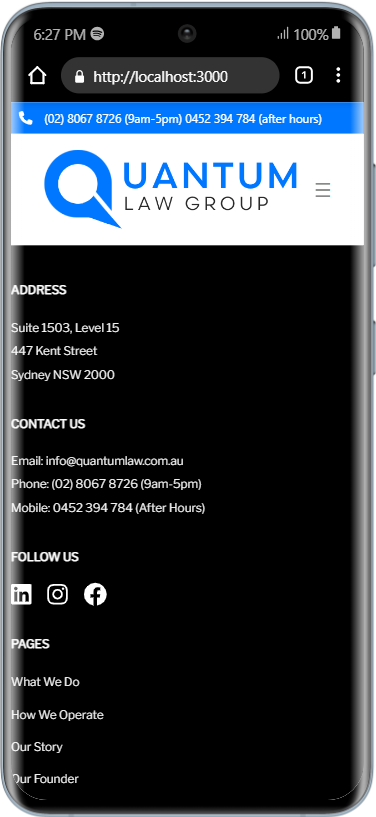 6:27 PM 100%
http://localhost:3000 1
(02) 8067 8726 (9am-5pm) 0452 394 784 (after hours)
QUANTUM
LAW GROUP
ADDRESS
Suite 1503, Level 15
447 Kent Street
Sydney NSW 2000
CONTACT US
Email: info@quantumlaw.com.au
Phone: (02) 8067 8726 (9am-5pm)
Mobile: 0452 394 784 (After Hours)
FOLLOW US
in
PAGES
What We Do
How We Operate
Our Story
Our Founder